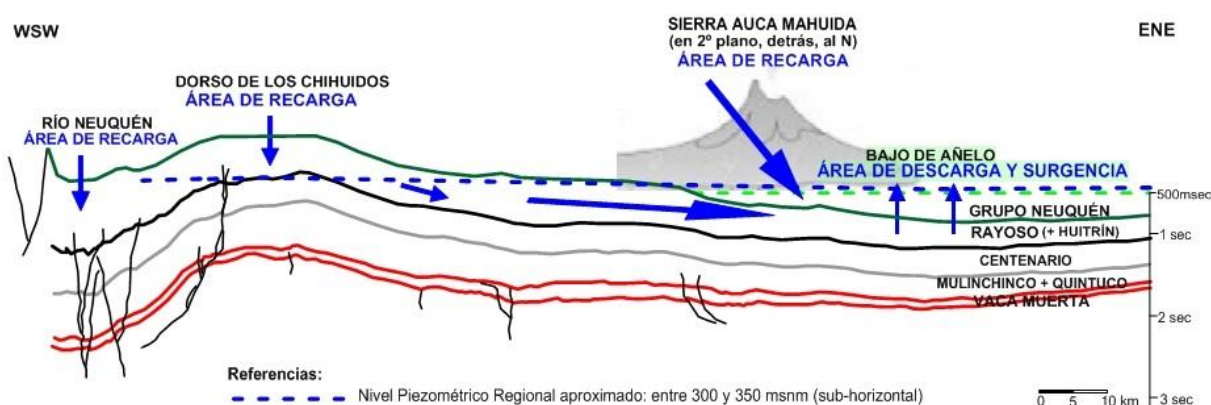 WSW
SIERRA AUCA MAHUIDA
(en 2º plano, detrás, al N)
ÁREA DE RECARGA
ENE
DORSO DE LOS CHIHUIDOS
ÁREA DE RECARGA
RÍO NEUQUÉN
ÁREA DE RECARGA
BAJO DE AÑELO
ÁREA DE DESCARGA Y SURGENCIA
500msec
GRUPO NEUQUÉN
RAYOSO (+ HUITRÍN)
1 sec
CENTENARIO
MULINCHINCO + QUINTUCO
VACA MUERTA
2 sec
Referencias:
Nivel Piezométrico Regional aproximado: entre 300 y 350 msnm (sub-horizontal)
0 5 10 km
3 sec